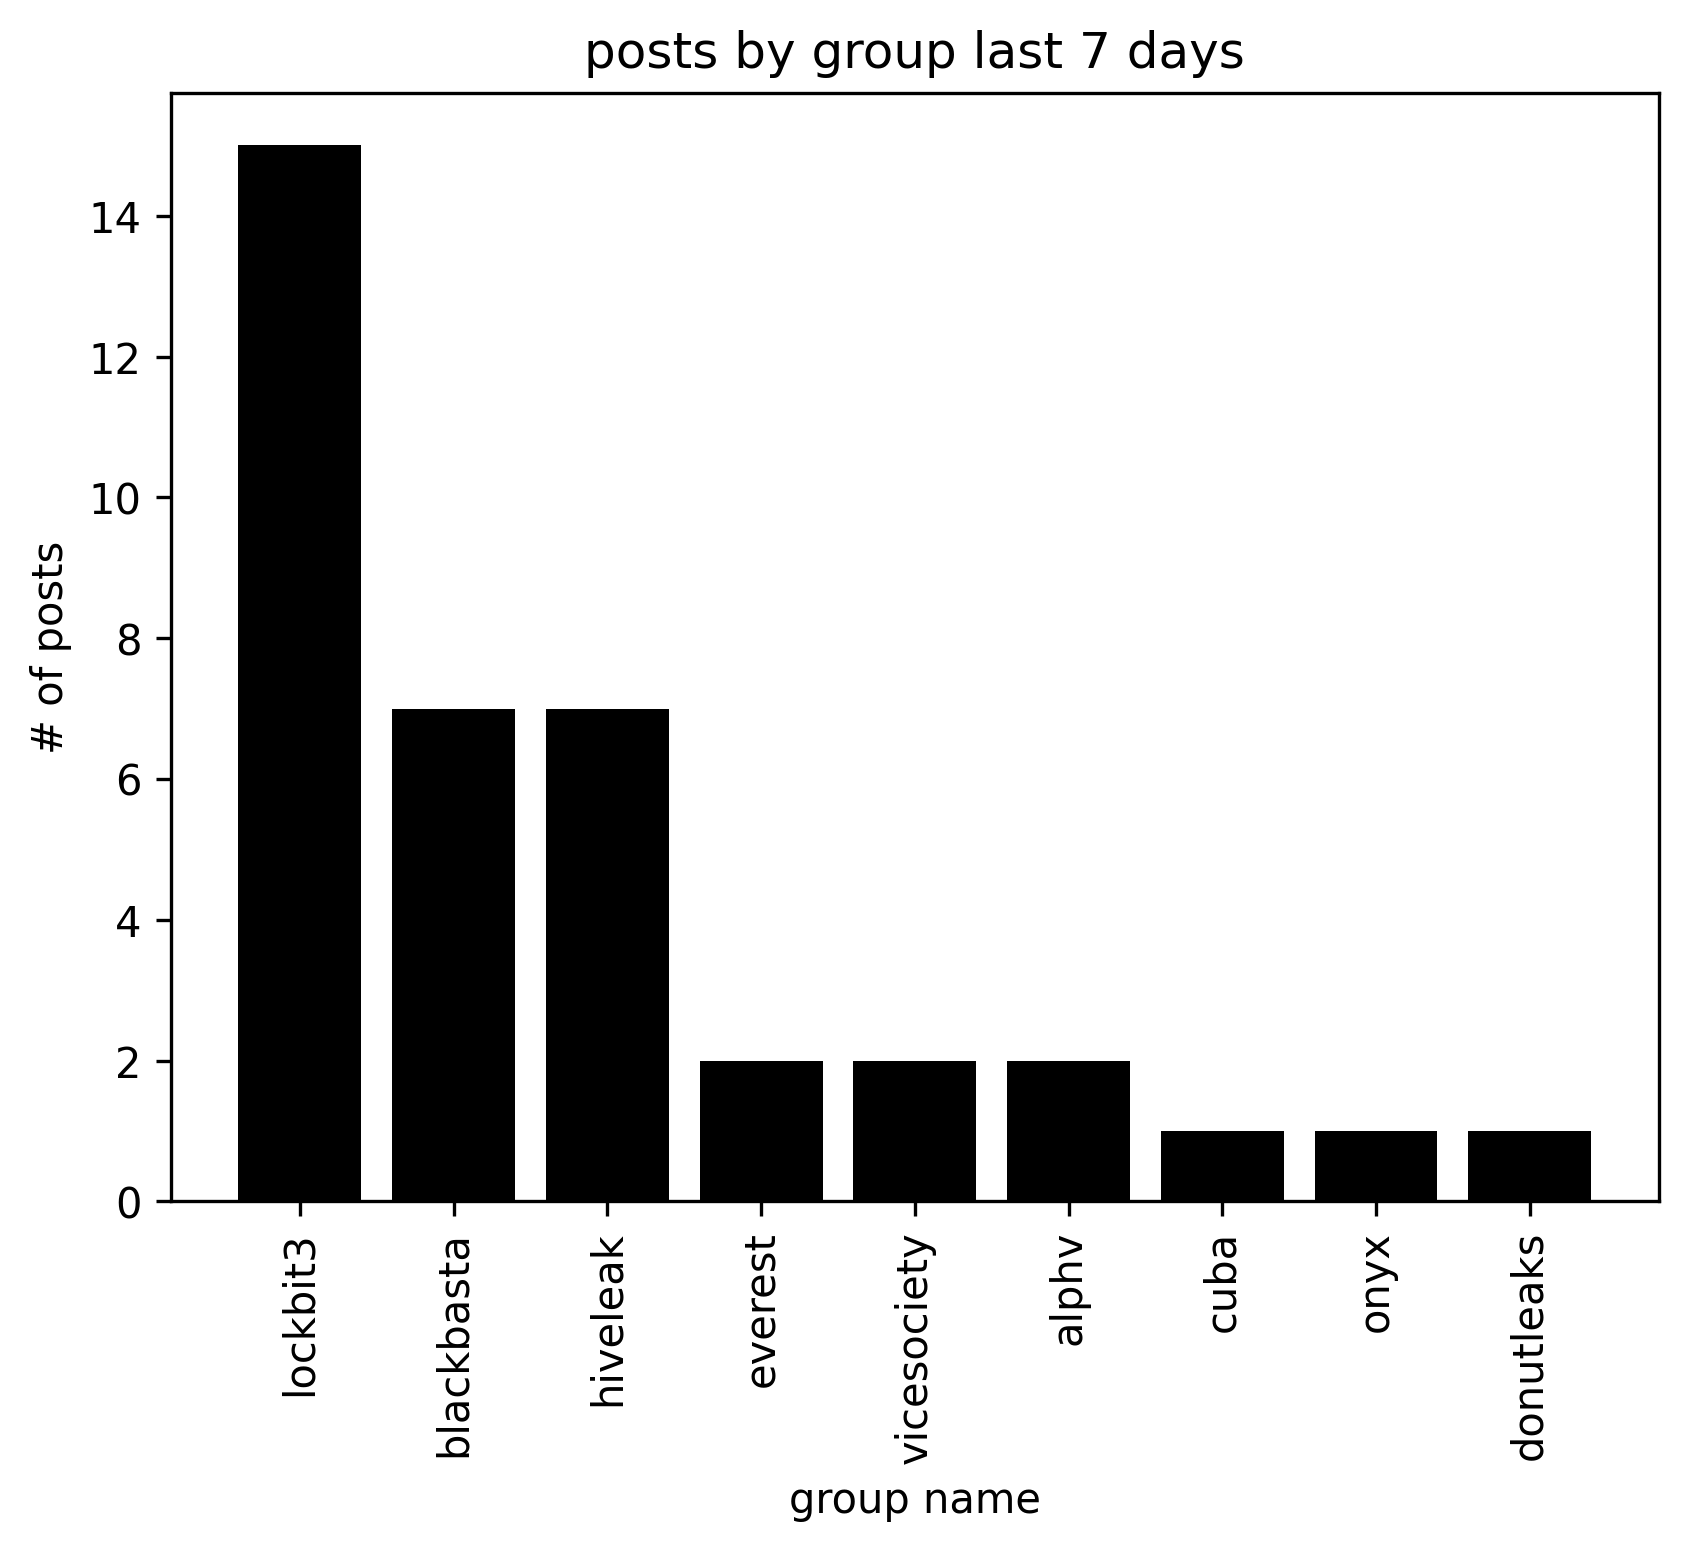 posts by group last 7 days
# of posts
14
12
10
8
6
4
2
0
lockbit3
blackbasta
hiveleak
everest
vicesociety
alphv
cuba
onyx
donutleaks
group name